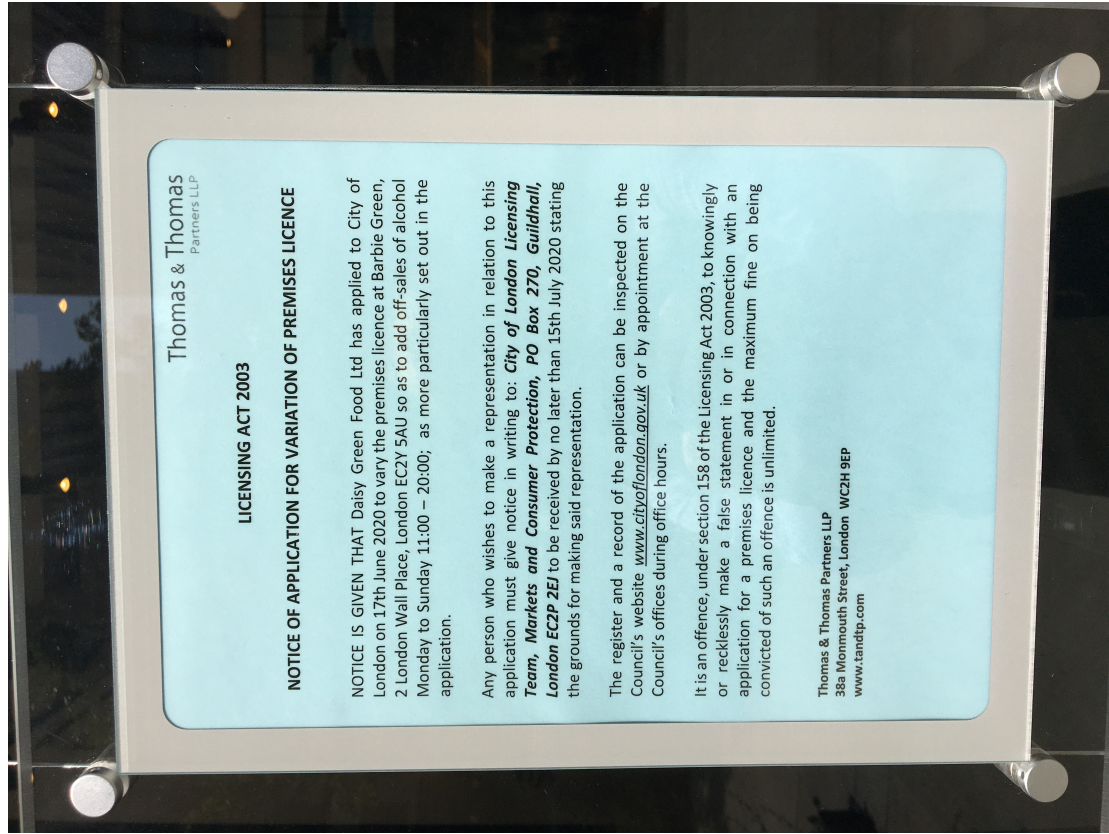 Thomas & Thomas
Partners LLP
LICENSING ACT 2003
NOTICE OF APPLICATION FOR VARIATION OF PREMISES LICENCE
NOTICE IS GIVEN THAT Daisy Green Food Ltd has applied to City of
London on 17th June 2020 to vary the premises licence at Barbie Green,
2 London Wall Place, London EC2Y 5AU so as to add off-sales of alcohol
Monday to Sunday 11:00 – 20:00; as more particularly set out in the
application.
Any person who wishes to make a representation in relation to this
application must give notice in writing to: City of London Licensing
Team, Markets and Consumer Protection, PO Box 270, Guildhall,
London EC2P 2EJ to be received by no later than 15th July 2020 stating
the grounds for making said representation.
The register and a record of the application can be inspected on the
Council's website www.cityoflondon.gov.uk or by appointment at the
Council's offices during office hours.
It is an offence, under section 158 of the Licensing Act 2003, to knowingly
or recklessly make a false statement in or in connection with an
application for a premises licence and the maximum fine on being
convicted of such an offence is unlimited.
Thomas & Thomas Partners LLP
38a Monmouth Street, London WC2H 9EP
www.tandtp.com